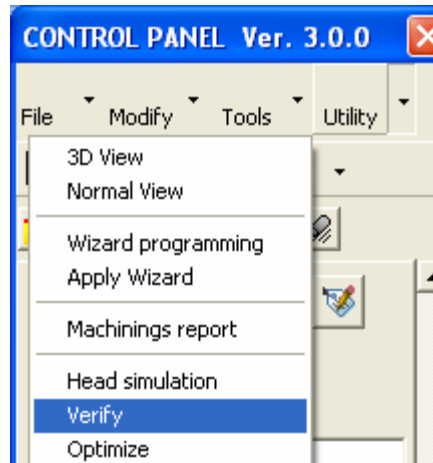 CONTROL PANEL Ver. 3.0.0
File Modify Tools Utility
3D View
Normal View
Wizard programming
Apply Wizard
Machinings report
Head simulation
Verify
Optimize